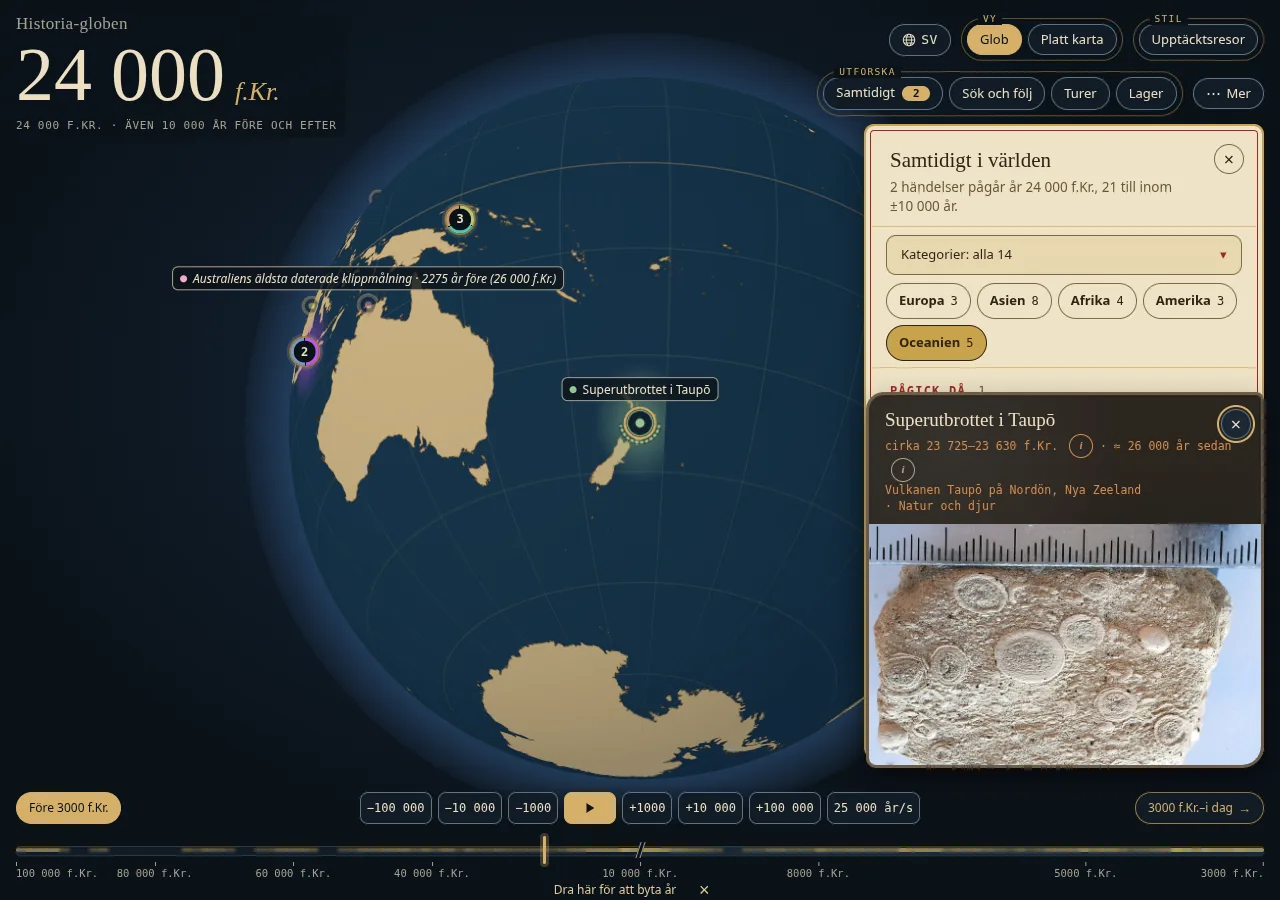 Historia-globen
24 000 f.Kr.
24 000 F.KR. · ÄVEN 10 000 ÅR FÖRE OCH EFTER
SV
VY
Glob
Platt karta
STIL
Upptäcktsresor
UTFORSKA
Samtidigt 2
Sök och följ
Turer
Lager
··· Mer
Samtidigt i världen
×
2 händelser pågår år 24 000 f.Kr., 21 till inom
±10 000 år.
Kategorier: alla 14
Europa 3
Asien 8
Afrika 4
Amerika 3
Oceanien 5
PÅGICK DÅ 1
3
Australiens äldsta daterade klippmålning · 2275 år före (26 000 f.Kr.)
2
Superutbrottet i Taupō
Superutbrottet i Taupō
×
cirka 23 725–23 630 f.Kr. i · ≈ 26 000 år sedan
i
Vulkanen Taupō på Nordön, Nya Zeeland
· Natur och djur
Före 3000 f.Kr.
−100 000
−10 000
−1000
+1000
+10 000
+100 000
25 000 år/s
3000 f.Kr.–i dag →
100 000 f.Kr.
80 000 f.Kr.
60 000 f.Kr.
40 000 f.Kr.
10 000 f.Kr.
8000 f.Kr.
5000 f.Kr.
3000 f.Kr.
Dra här för att byta år ×